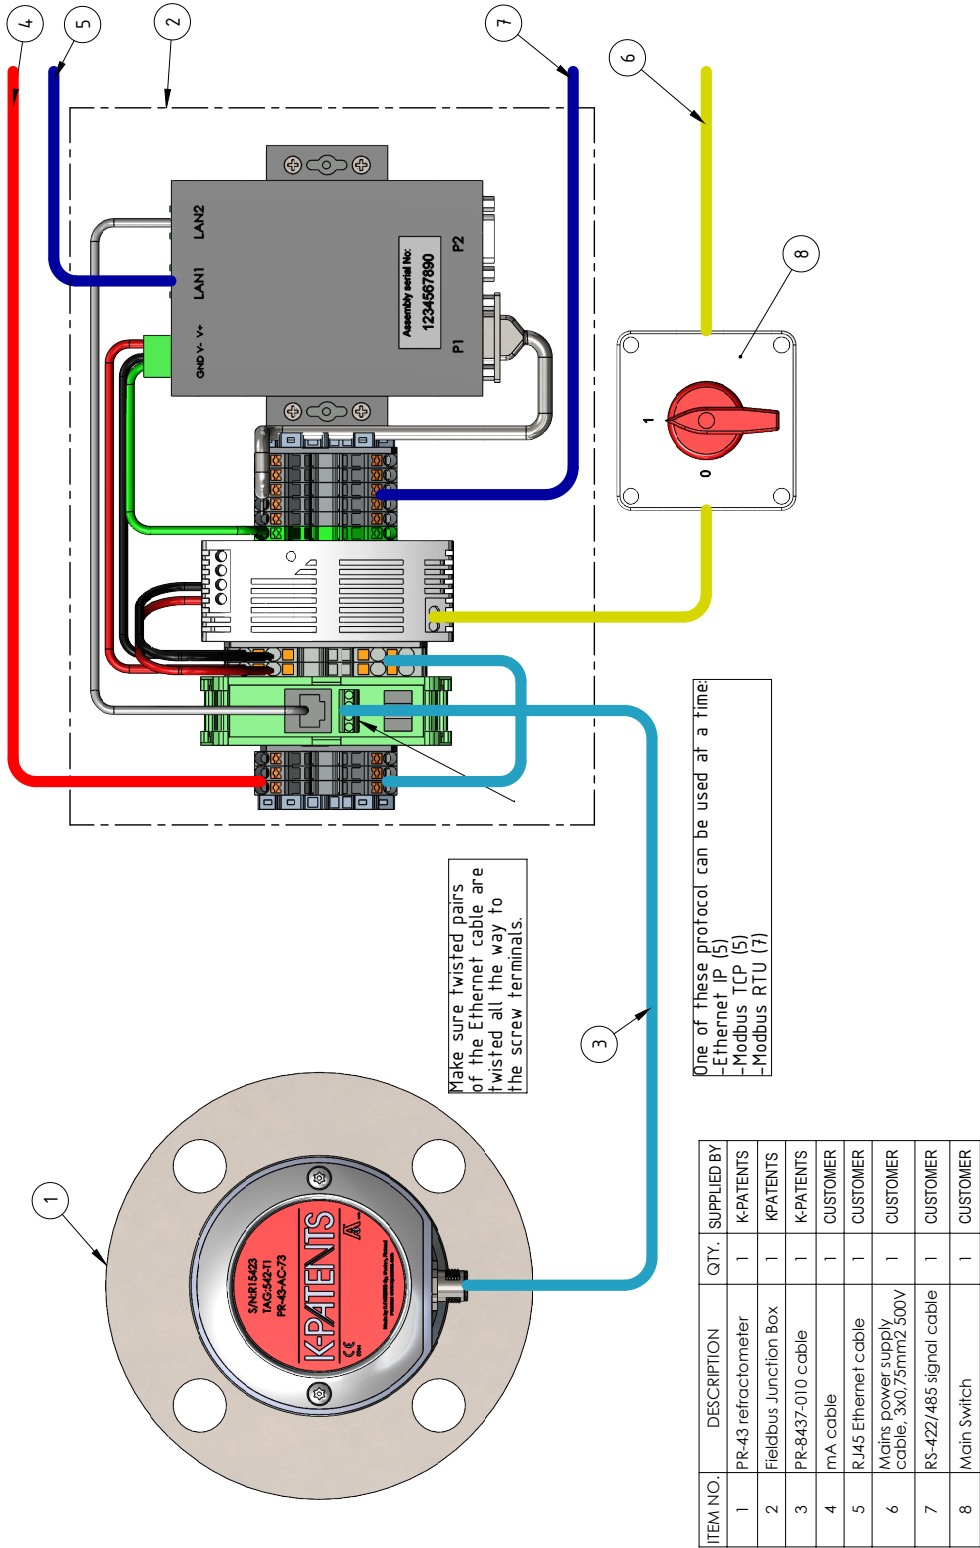 4
5
2
7
6
8
LAN2
LAN1
GND V- V+
Assembly serial No:
1234567890
P2
P1
1
0
Make sure twisted pairs
of the Ethernet cable are
twisted all the way to
the screw terminals.
One of these protocol can be used at a time:
-Ethernet IP (5)
-Modbus TCP (5)
-Modbus RTU (7)
3
1
S/N:R15423
TAG:542-T1
PR-43-AC-73
K-PATENTS
CE
ITEM NO. DESCRIPTION QTY. SUPPLIED BY
1 PR-43 refractometer 1 K-PATENTS
2 Fieldbus Junction Box 1 KPATENTS
3 PR-8437-010 cable 1 K-PATENTS
4 mA cable 1 CUSTOMER
5 RJ45 Ethernet cable 1 CUSTOMER
6 Mains power supply
cable, 3x0,75mm2 500V 1 CUSTOMER
7 RS-422/485 signal cable 1 CUSTOMER
8 Main Switch 1 CUSTOMER